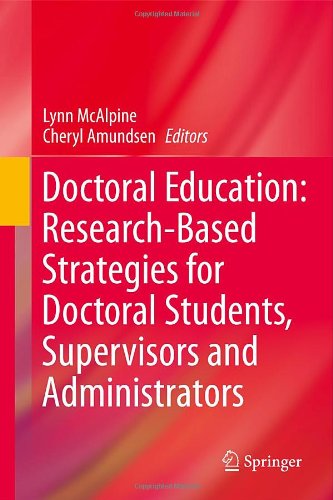 Lynn McAlpine
Cheryl Amundsen Editors
Doctoral Education:
Research-Based
Strategies for
Doctoral Students,
Supervisors and
Administrators
Springer